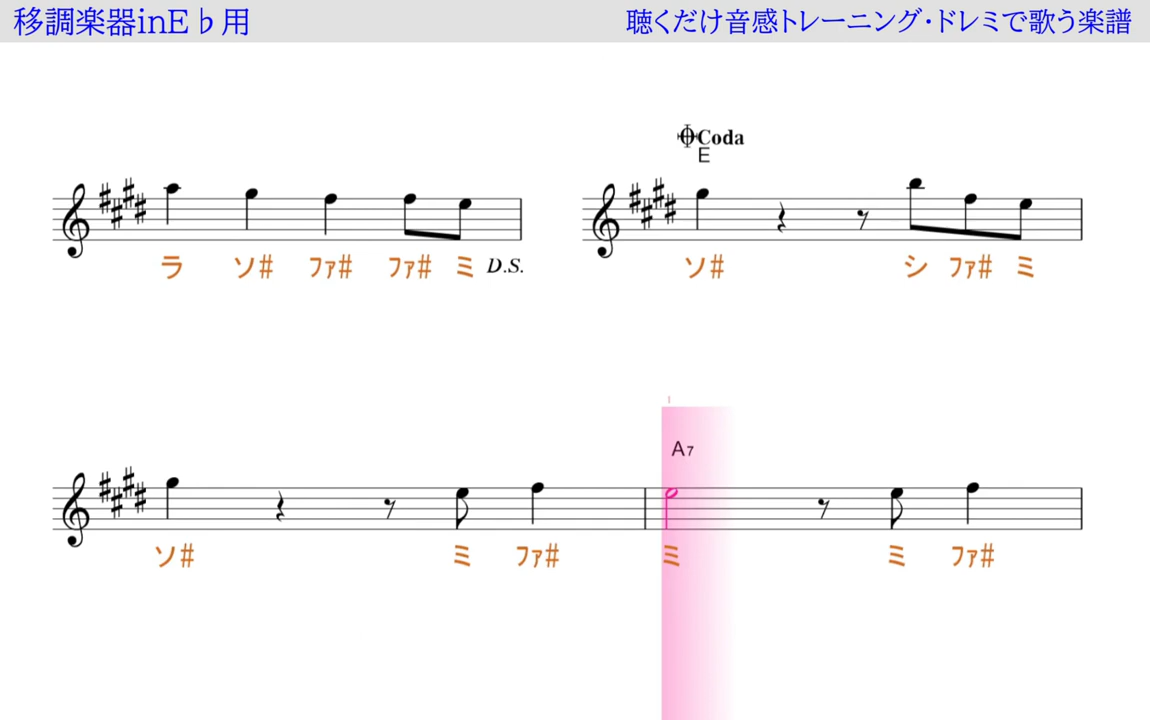 移調楽器inE♭用
聴くだけ音感トレーニング・ドレミで歌う楽譜
Coda
E
ラ ソ# ファ# ファ# ミ D.S.
ソ# シ ファ# ミ
A7
ソ# ミ ファ# ミ ミ ファ#